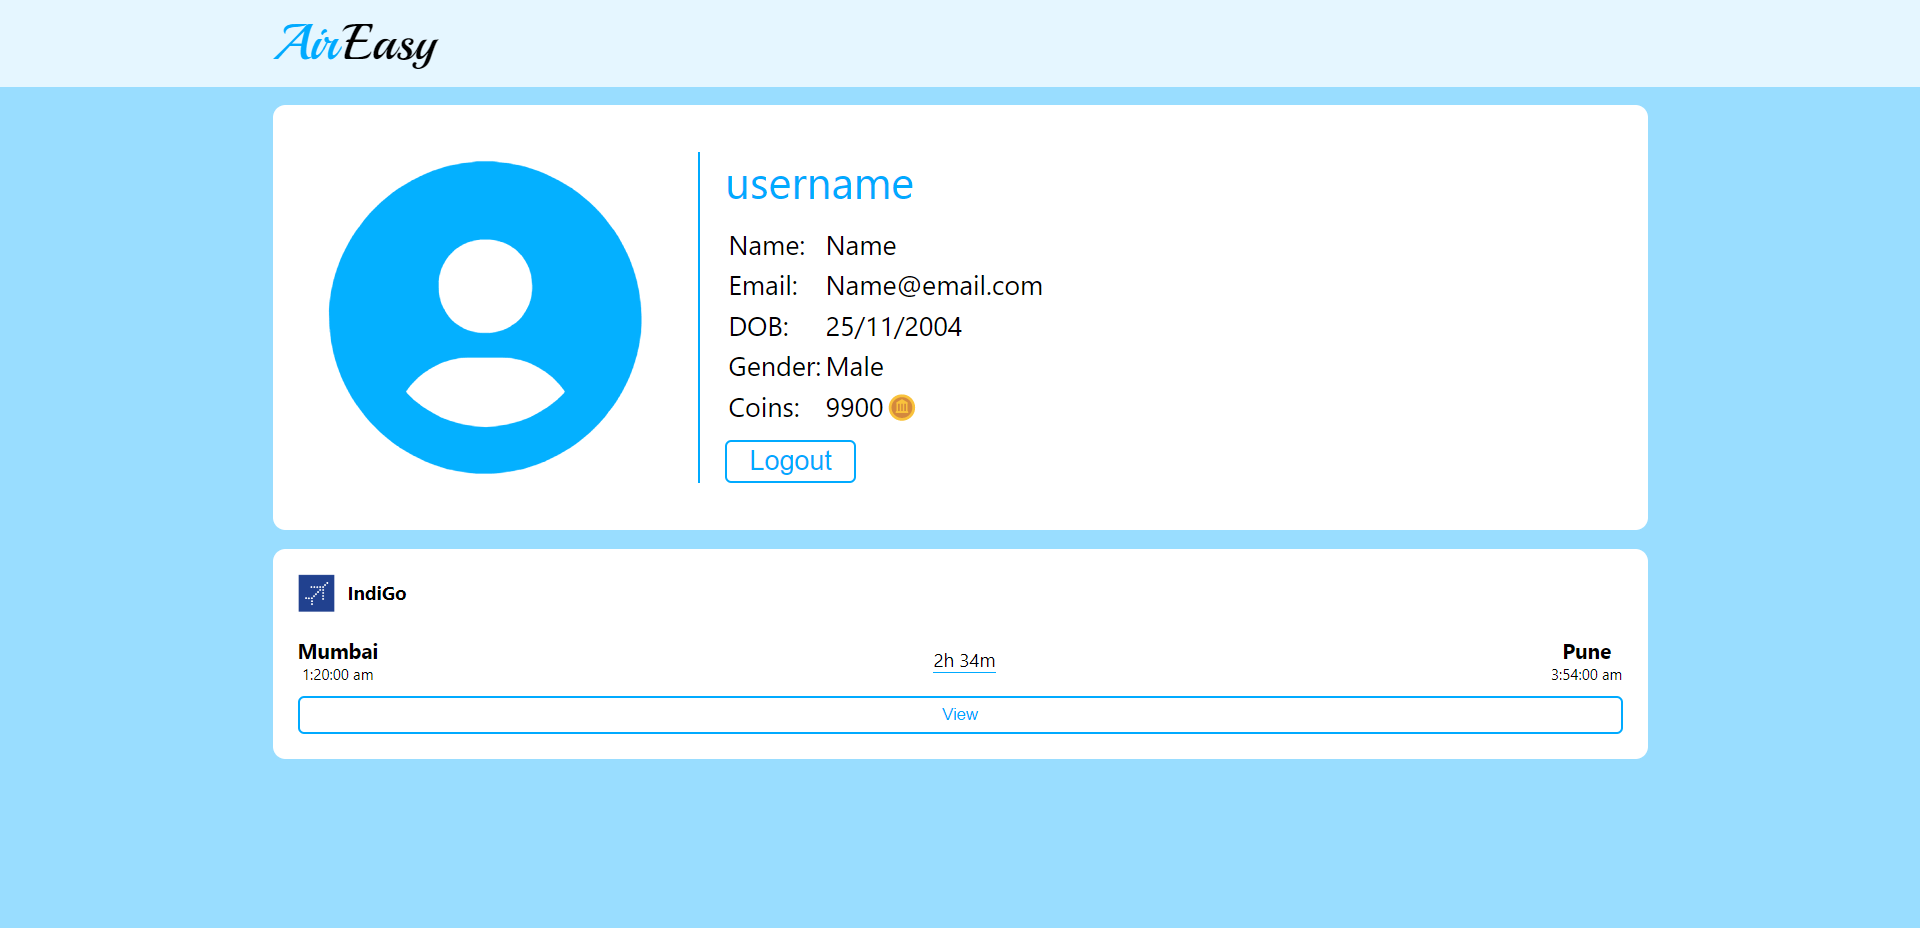 AirEasy
username
Name: Name
Email: Name@email.com
DOB: 25/11/2004
Gender: Male
Coins: 9900
Logout
IndiGo
Mumbai
1:20:00 am
2h 34m
Pune
3:54:00 am
View